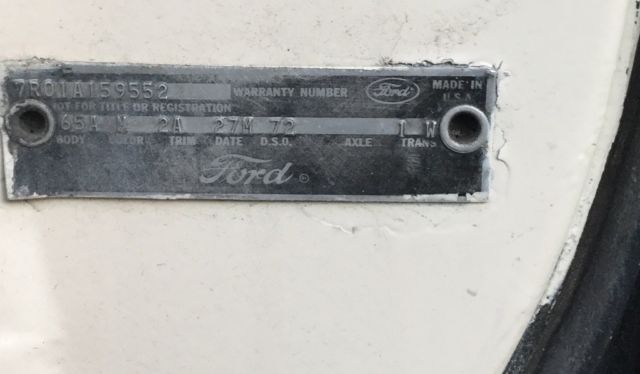 7R01A159552 WARRANTY NUMBER Ford MADE IN U.S.A.
NOT FOR TITLE OR REGISTRATION
65A M 2A 27M 72 1 W
BODY COLOR TRIM DATE D.S.O. AXLE TRANS
Ford